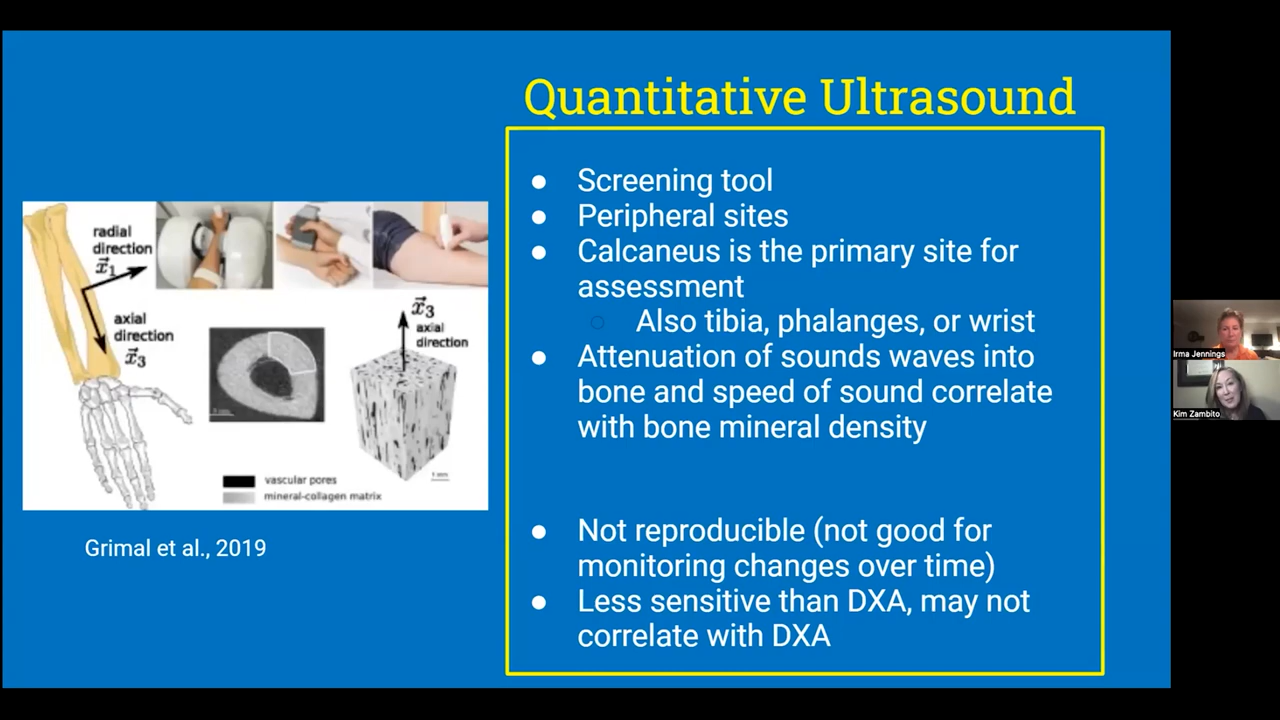 Quantitative Ultrasound
Screening tool
Peripheral sites
Calcaneus is the primary site for
assessment
Also tibia, phalanges, or wrist
Attenuation of sounds waves into
bone and speed of sound correlate
with bone mineral density
Not reproducible (not good for
monitoring changes over time)
Less sensitive than DXA, may not
correlate with DXA
radial
direction
x⃗1
axial
direction
x⃗3
x⃗3
axial
direction
vascular pores
mineral-collagen matrix
Grimal et al., 2019
Irma Jennings
Kim Zambito